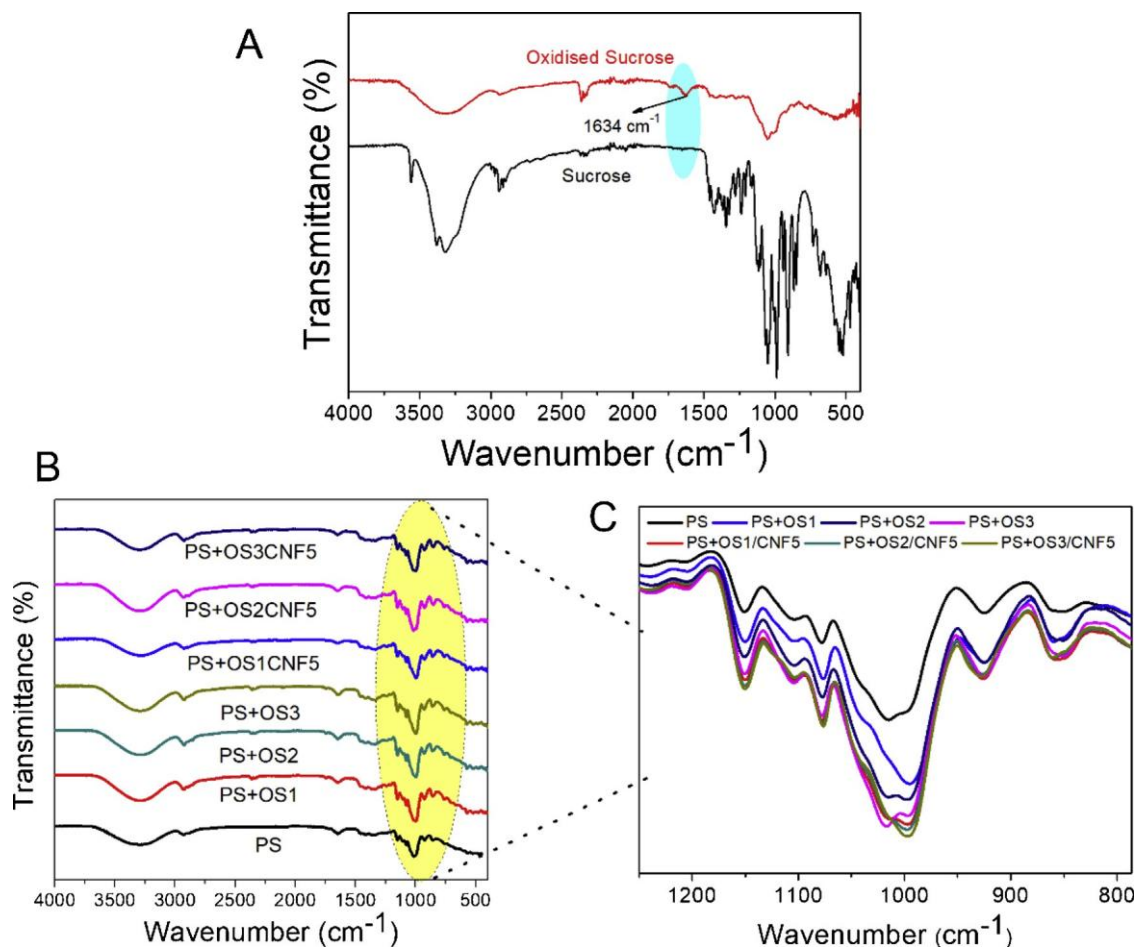 A
Transmittance (%)
Oxidised Sucrose
1634 cm-1
Sucrose
4000 3500 3000 2500 2000 1500 1000 500
Wavenumber (cm-1)
B
Transmittance (%)
PS+OS3CNF5
PS+OS2CNF5
PS+OS1CNF5
PS+OS3
PS+OS2
PS+OS1
PS
4000 3500 3000 2500 2000 1500 1000 500
Wavenumber (cm-1)
C
PS PS+OS1 PS+OS2 PS+OS3
PS+OS1/CNF5 PS+OS2/CNF5 PS+OS3/CNF5
Transmittance (%)
1200 1100 1000 900 800
Wavenumber (cm-1)